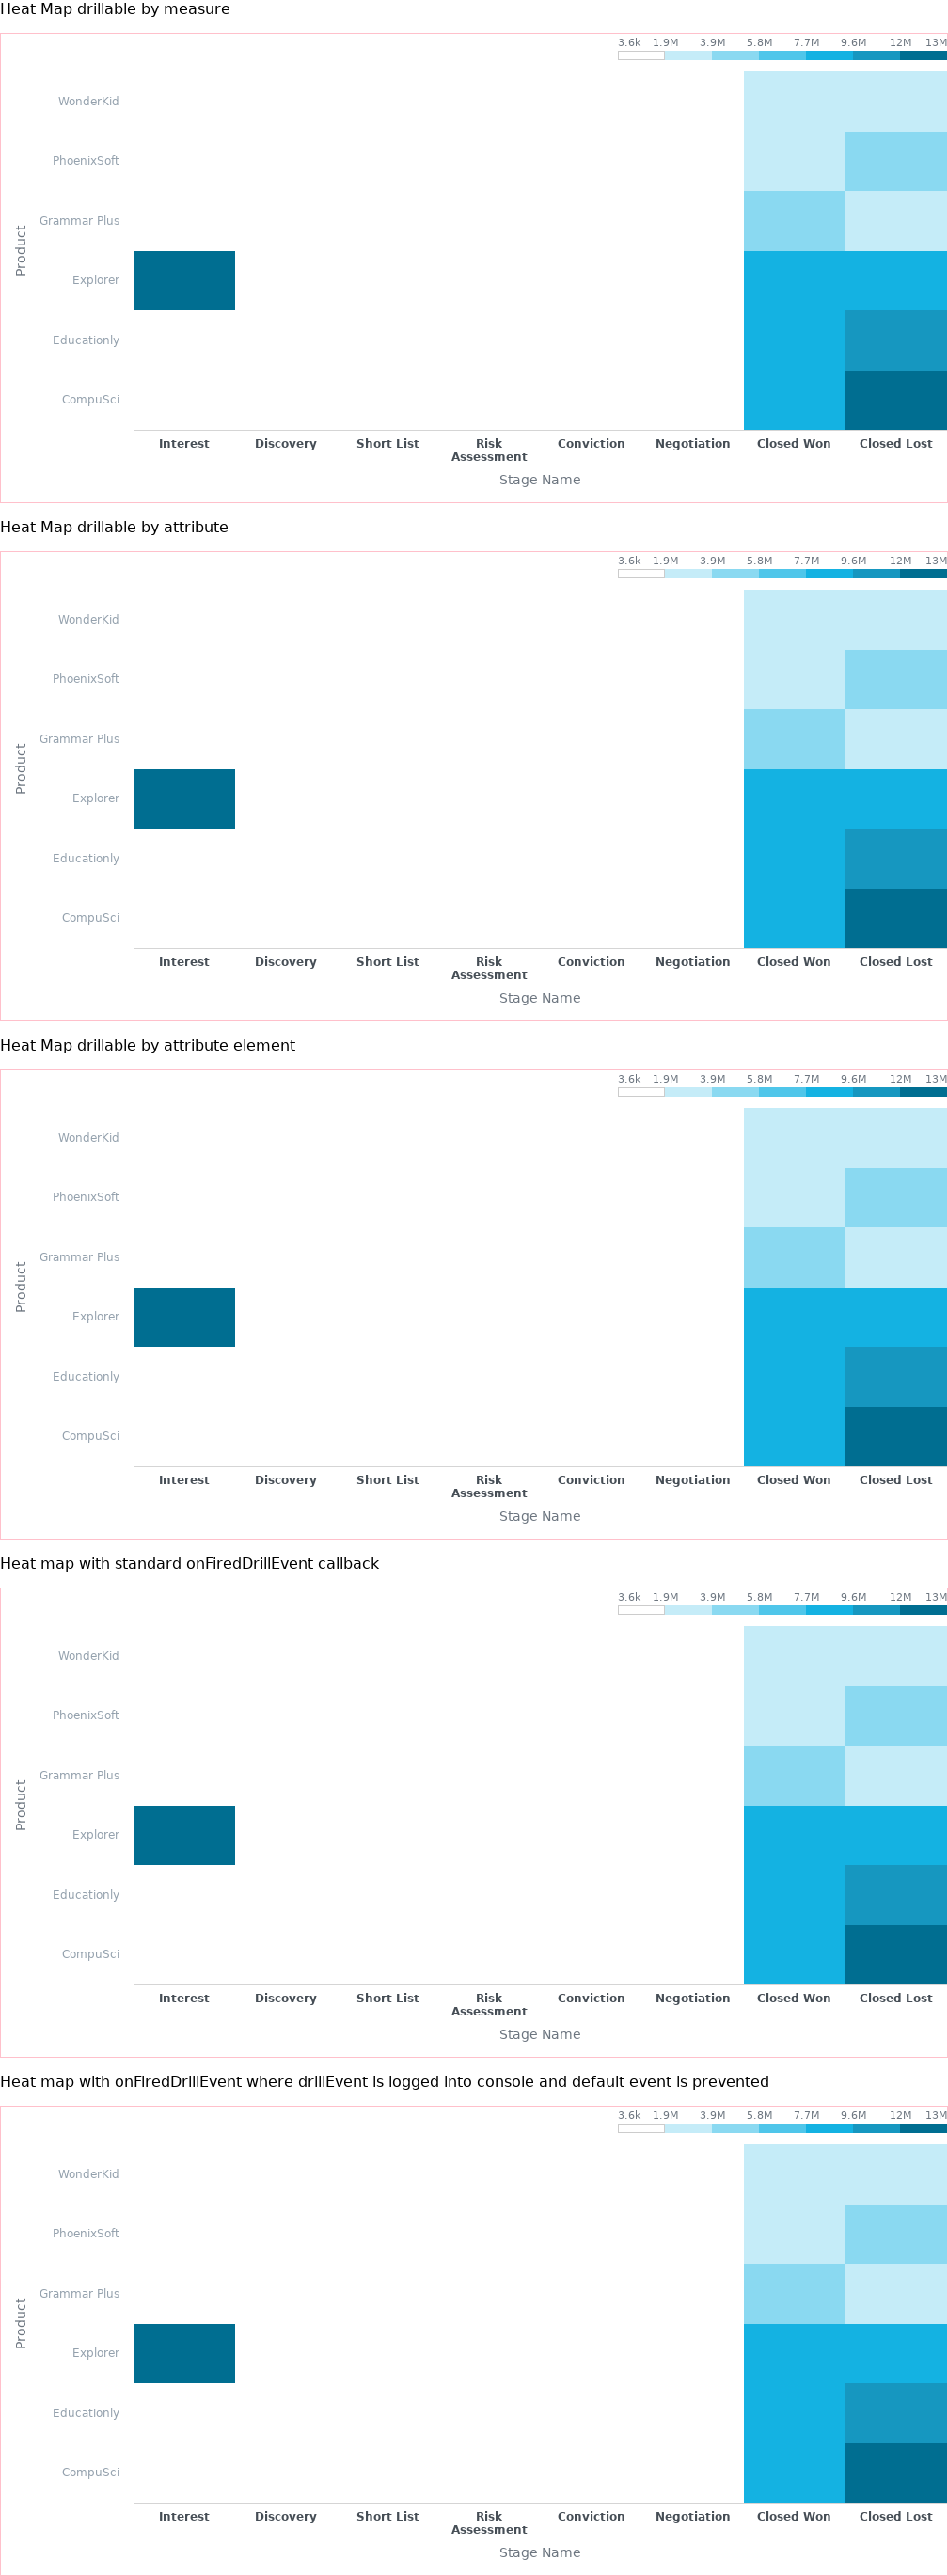 Heat Map drillable by measure
3.6k 1.9M 3.9M 5.8M 7.7M 9.6M 12M 13M
WonderKid
PhoenixSoft
Grammar Plus
Explorer
Educationly
CompuSci
Product
Interest Discovery Short List Risk Assessment Conviction Negotiation Closed Won Closed Lost
Stage Name
Heat Map drillable by attribute
3.6k 1.9M 3.9M 5.8M 7.7M 9.6M 12M 13M
WonderKid
PhoenixSoft
Grammar Plus
Explorer
Educationly
CompuSci
Product
Interest Discovery Short List Risk Assessment Conviction Negotiation Closed Won Closed Lost
Stage Name
Heat Map drillable by attribute element
3.6k 1.9M 3.9M 5.8M 7.7M 9.6M 12M 13M
WonderKid
PhoenixSoft
Grammar Plus
Explorer
Educationly
CompuSci
Product
Interest Discovery Short List Risk Assessment Conviction Negotiation Closed Won Closed Lost
Stage Name
Heat map with standard onFiredDrillEvent callback
3.6k 1.9M 3.9M 5.8M 7.7M 9.6M 12M 13M
WonderKid
PhoenixSoft
Grammar Plus
Explorer
Educationly
CompuSci
Product
Interest Discovery Short List Risk Assessment Conviction Negotiation Closed Won Closed Lost
Stage Name
Heat map with onFiredDrillEvent where drillEvent is logged into console and default event is prevented
3.6k 1.9M 3.9M 5.8M 7.7M 9.6M 12M 13M
WonderKid
PhoenixSoft
Grammar Plus
Explorer
Educationly
CompuSci
Product
Interest Discovery Short List Risk Assessment Conviction Negotiation Closed Won Closed Lost
Stage Name